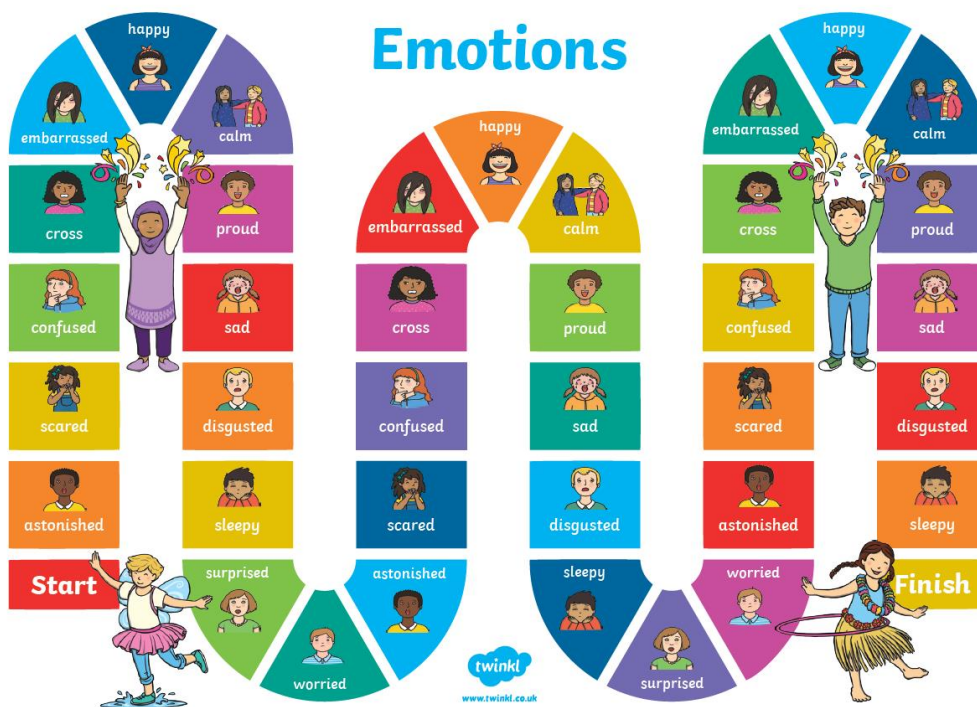 Emotions
Start
astonished
scared
confused
cross
embarrassed
happy
calm
proud
sad
disgusted
sleepy
surprised
worried
astonished
scared
confused
cross
embarrassed
happy
calm
proud
sad
disgusted
sleepy
surprised
worried
astonished
scared
confused
cross
embarrassed
happy
calm
proud
sad
disgusted
sleepy
Finish
twinkl
www.twinkl.co.uk